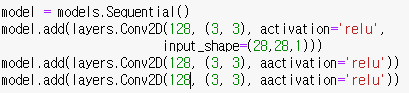 model = models.Sequential()
model.add(layers.Conv2D(128, (3, 3), activation='relu',
input_shape=(28,28,1)))
model.add(layers.Conv2D(128, (3, 3), aactivation='relu'))
model.add(layers.Conv2D(128, (3, 3), aactivation='relu'))